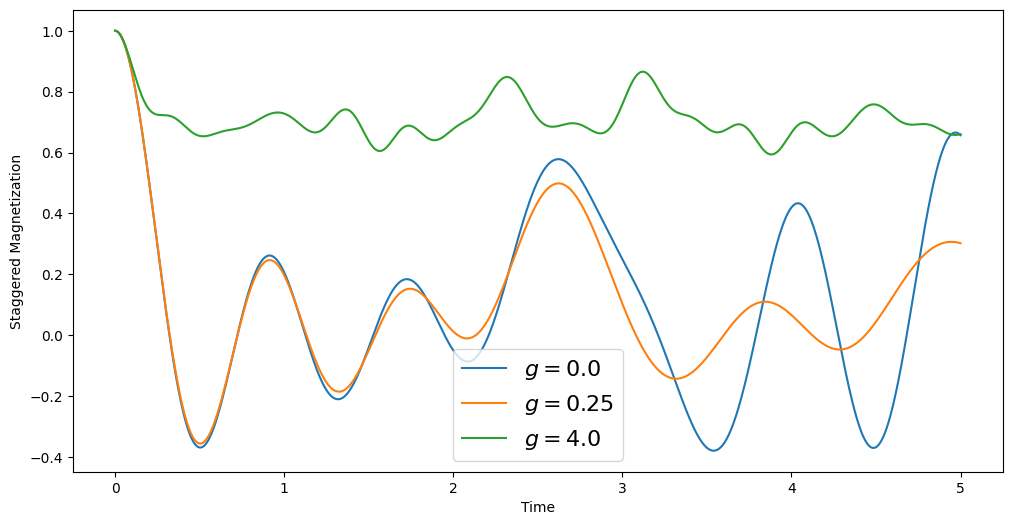 1.0
0.8
0.6
0.4
0.2
0.0
−0.2
−0.4
Staggered Magnetization
g = 0.0
g = 0.25
g = 4.0
0 1 2 3 4 5
Time